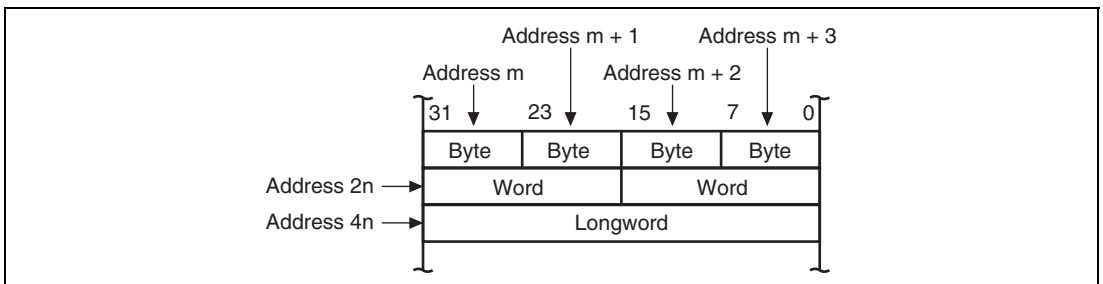 Address m + 1 Address m + 3
Address m Address m + 2
31 23 15 7 0
Byte Byte Byte Byte
Address 2n Word Word
Address 4n Longword